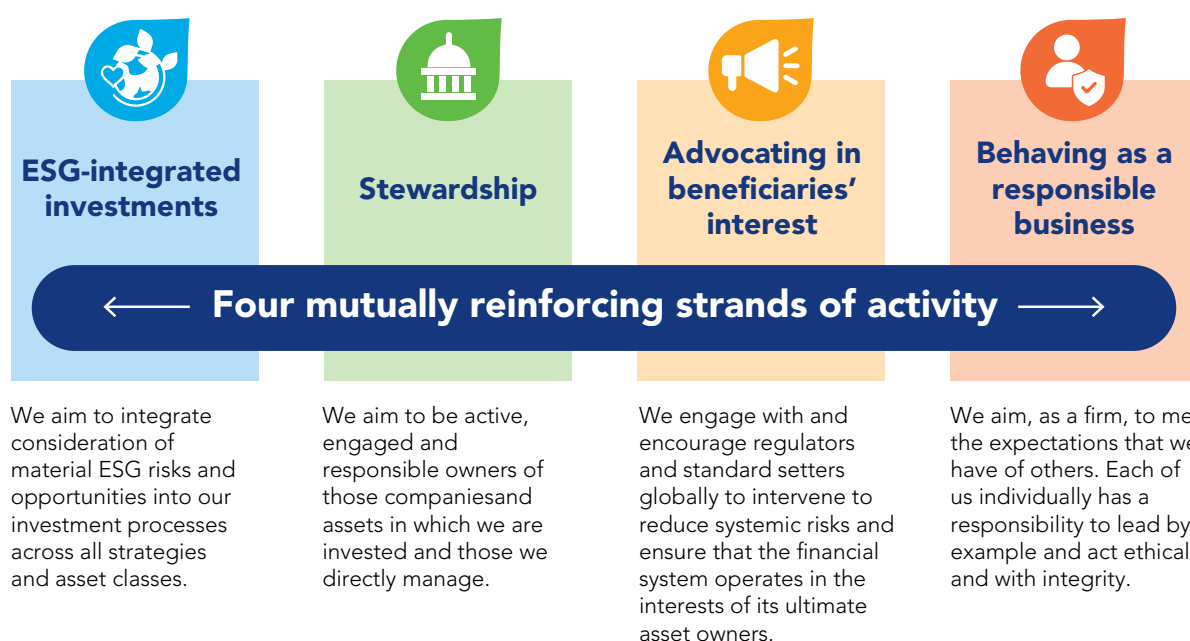 ESG-integrated
investments
Stewardship
Advocating in
beneficiaries’
interest
Behaving as a
responsible
business
Four mutually reinforcing strands of activity
We aim to integrate
consideration of
material ESG risks and
opportunities into our
investment processes
across all strategies
and asset classes.
We aim to be active,
engaged and
responsible owners of
those companiesand
assets in which we are
invested and those we
directly manage.
We engage with and
encourage regulators
and standard setters
globally to intervene to
reduce systemic risks and
ensure that the financial
system operates in the
interests of its ultimate
asset owners.
We aim, as a firm, to me
the expectations that we
have of others. Each of
us individually has a
responsibility to lead by
example and act ethical
and with integrity.